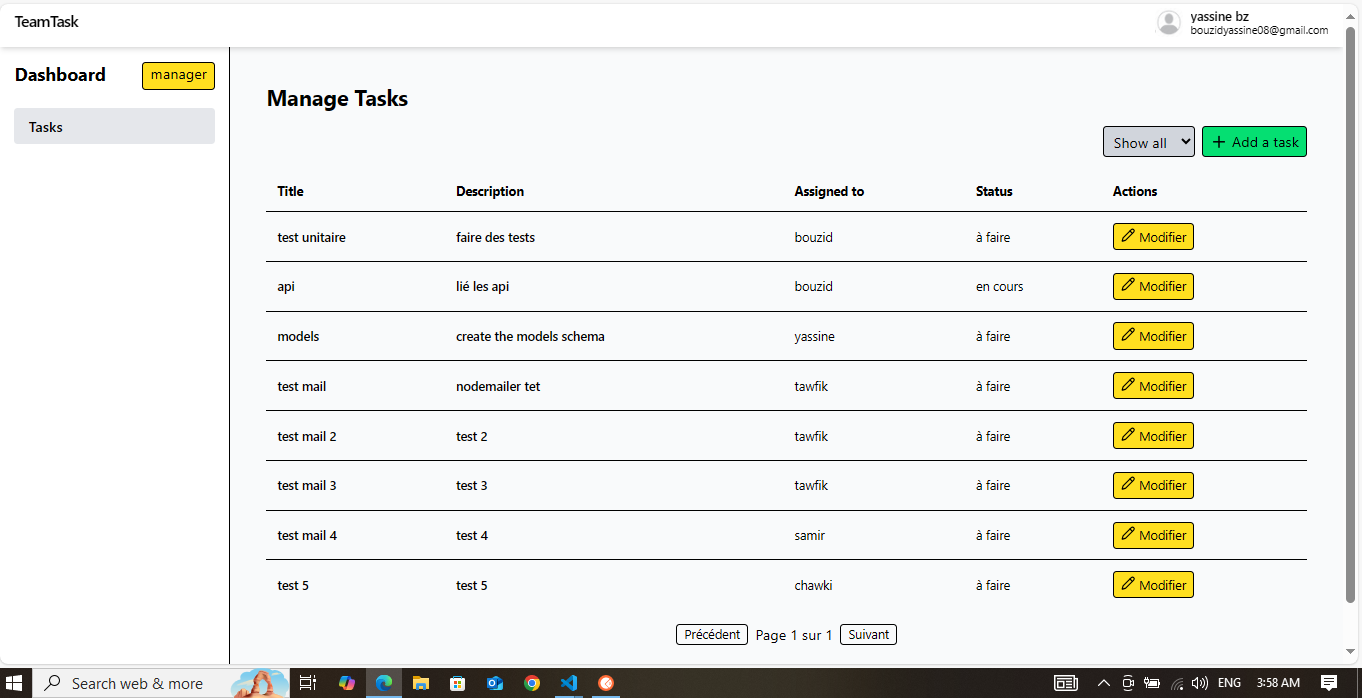 TeamTask
yassine bz
bouzidyassine08@gmail.com
Dashboard manager
Tasks
Manage Tasks
Show all + Add a task
Title Description Assigned to Status Actions
test unitaire faire des tests bouzid à faire Modifier
api lié les api bouzid en cours Modifier
models create the models schema yassine à faire Modifier
test mail nodemailer tet tawfik à faire Modifier
test mail 2 test 2 tawfik à faire Modifier
test mail 3 test 3 tawfik à faire Modifier
test mail 4 test 4 samir à faire Modifier
test 5 test 5 chawki à faire Modifier
Précédent Page 1 sur 1 Suivant
Search web & more ENG 3:58 AM